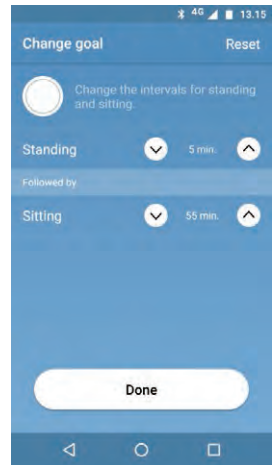 4G 13.15
Change goal Reset
Change the intervals for standing
and sitting.
Standing 5 min.
Followed by
Sitting 55 min.
Done